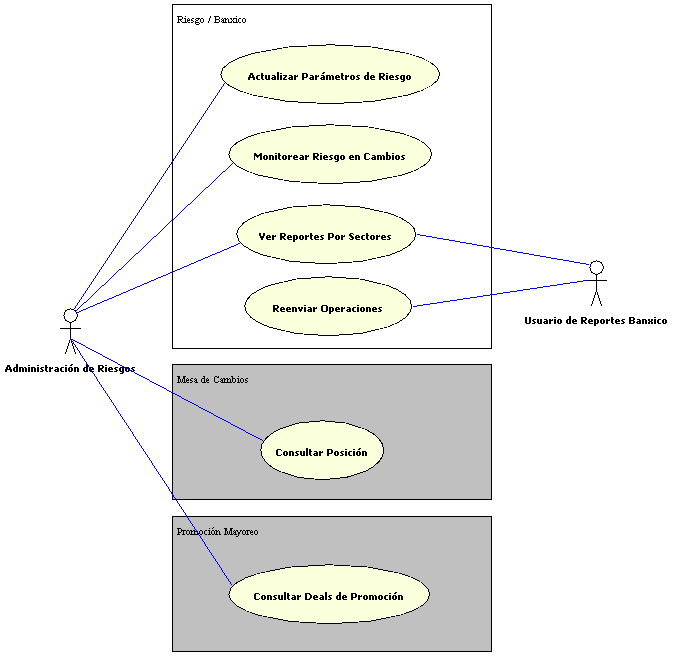 Riesgo / Banxico
Actualizar Parámetros de Riesgo
Monitorear Riesgo en Cambios
Ver Reportes Por Sectores
Reenviar Operaciones
Usuario de Reportes Banxico
Administración de Riesgos
Mesa de Cambios
Consultar Posición
Promoción Mayoreo
Consultar Deals de Promoción